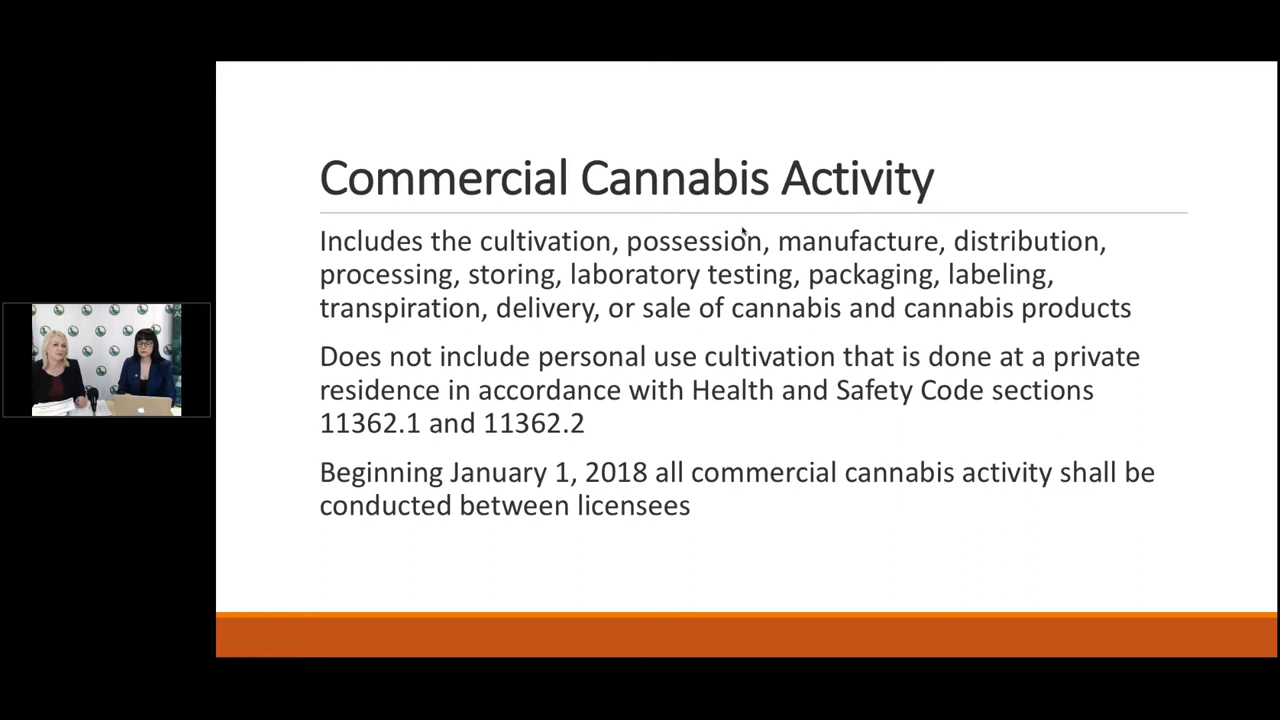 Commercial Cannabis Activity
Includes the cultivation, possession, manufacture, distribution,
processing, storing, laboratory testing, packaging, labeling,
transpiration, delivery, or sale of cannabis and cannabis products
Does not include personal use cultivation that is done at a private
residence in accordance with Health and Safety Code sections
11362.1 and 11362.2
Beginning January 1, 2018 all commercial cannabis activity shall be
conducted between licensees